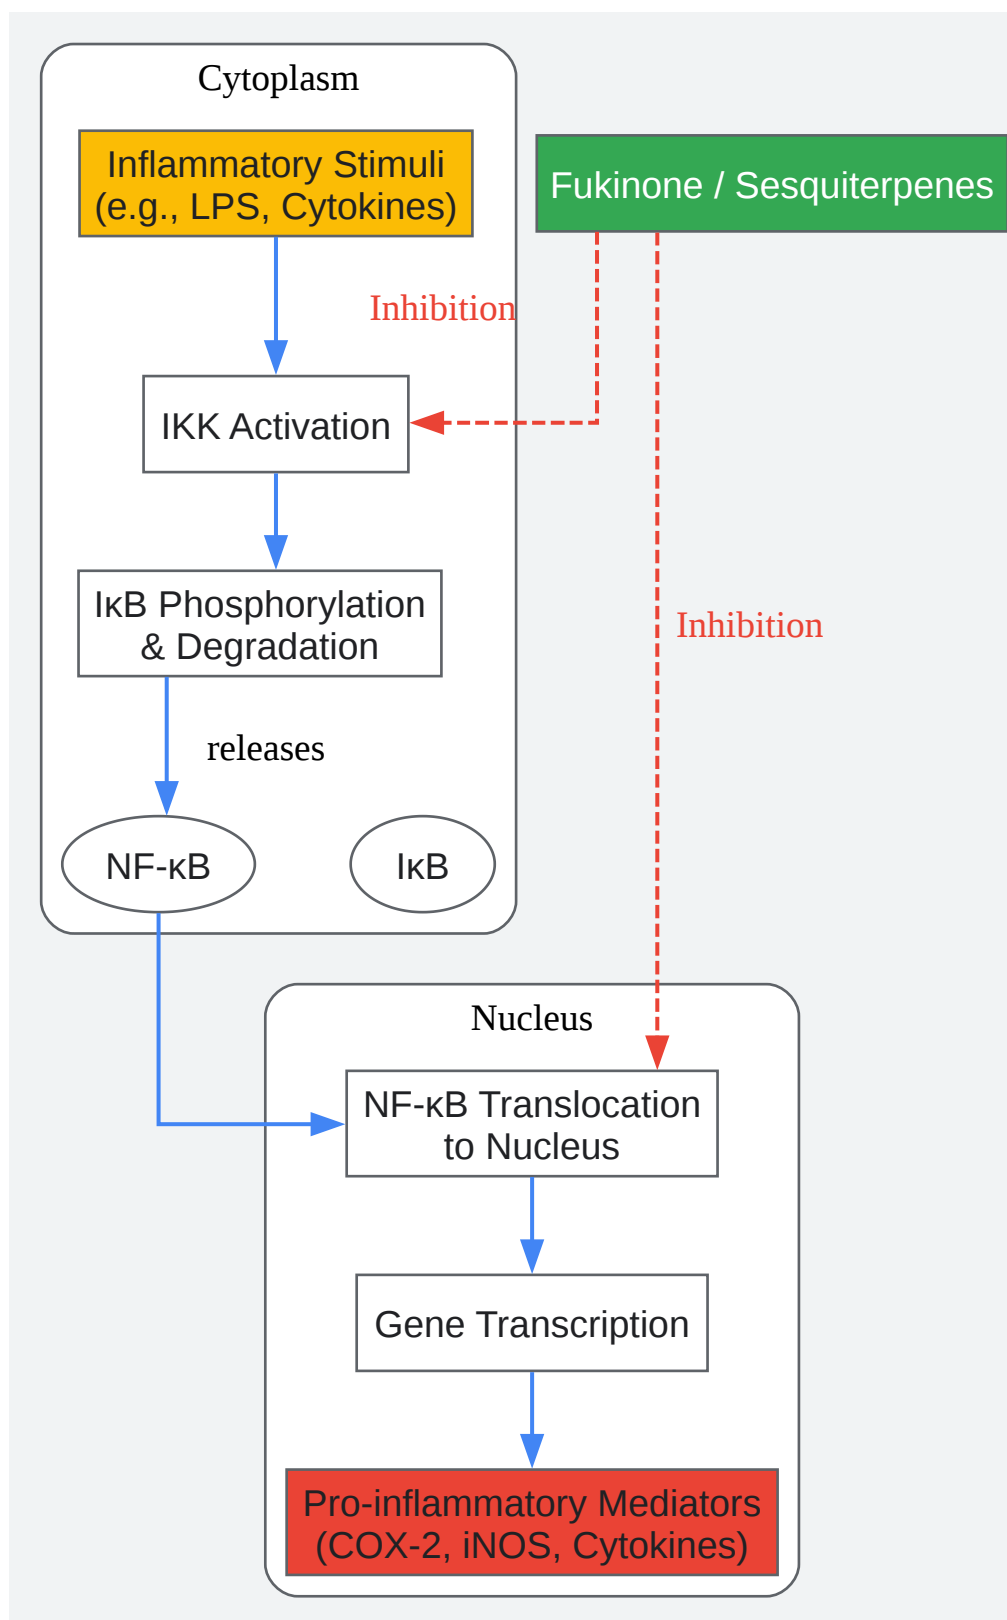 Cytoplasm
Inflammatory Stimuli
(e.g., LPS, Cytokines)
Fukinone / Sesquiterpenes
Inhibition
IKK Activation
IκB Phosphorylation
& Degradation
Inhibition
releases
NF-κB
IκB
Nucleus
NF-κB Translocation
to Nucleus
Gene Transcription
Pro-inflammatory Mediators
(COX-2, iNOS, Cytokines)